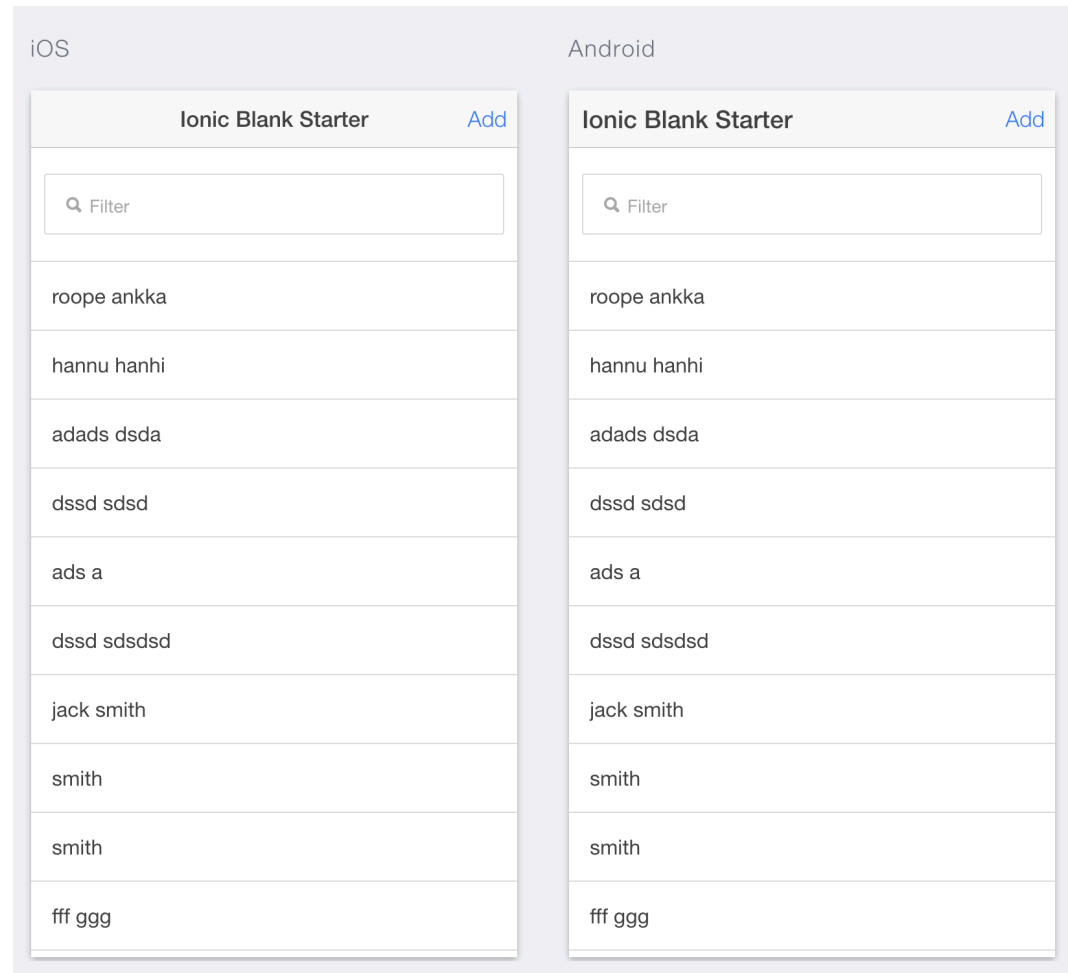 iOS
Ionic Blank Starter Add
Filter
roope ankka
hannu hanhi
adads dsda
dssd sdsd
ads a
dssd sdsdsd
jack smith
smith
smith
fff ggg
Android
Ionic Blank Starter Add
Filter
roope ankka
hannu hanhi
adads dsda
dssd sdsd
ads a
dssd sdsdsd
jack smith
smith
smith
fff ggg